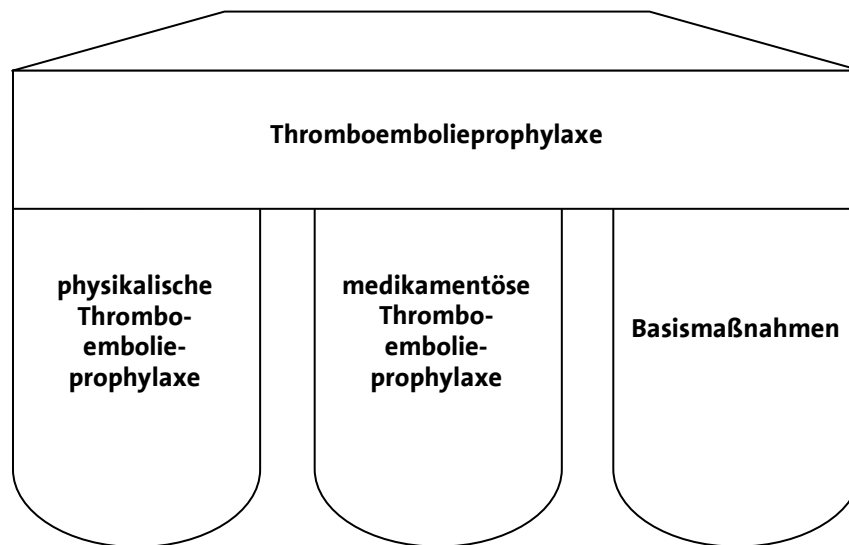 Thromboembolieprophylaxe
physikalische
Thrombo-
embolie-
prophylaxe
medikamentöse
Thrombo-
embolie-
prophylaxe
Basismaßnahmen